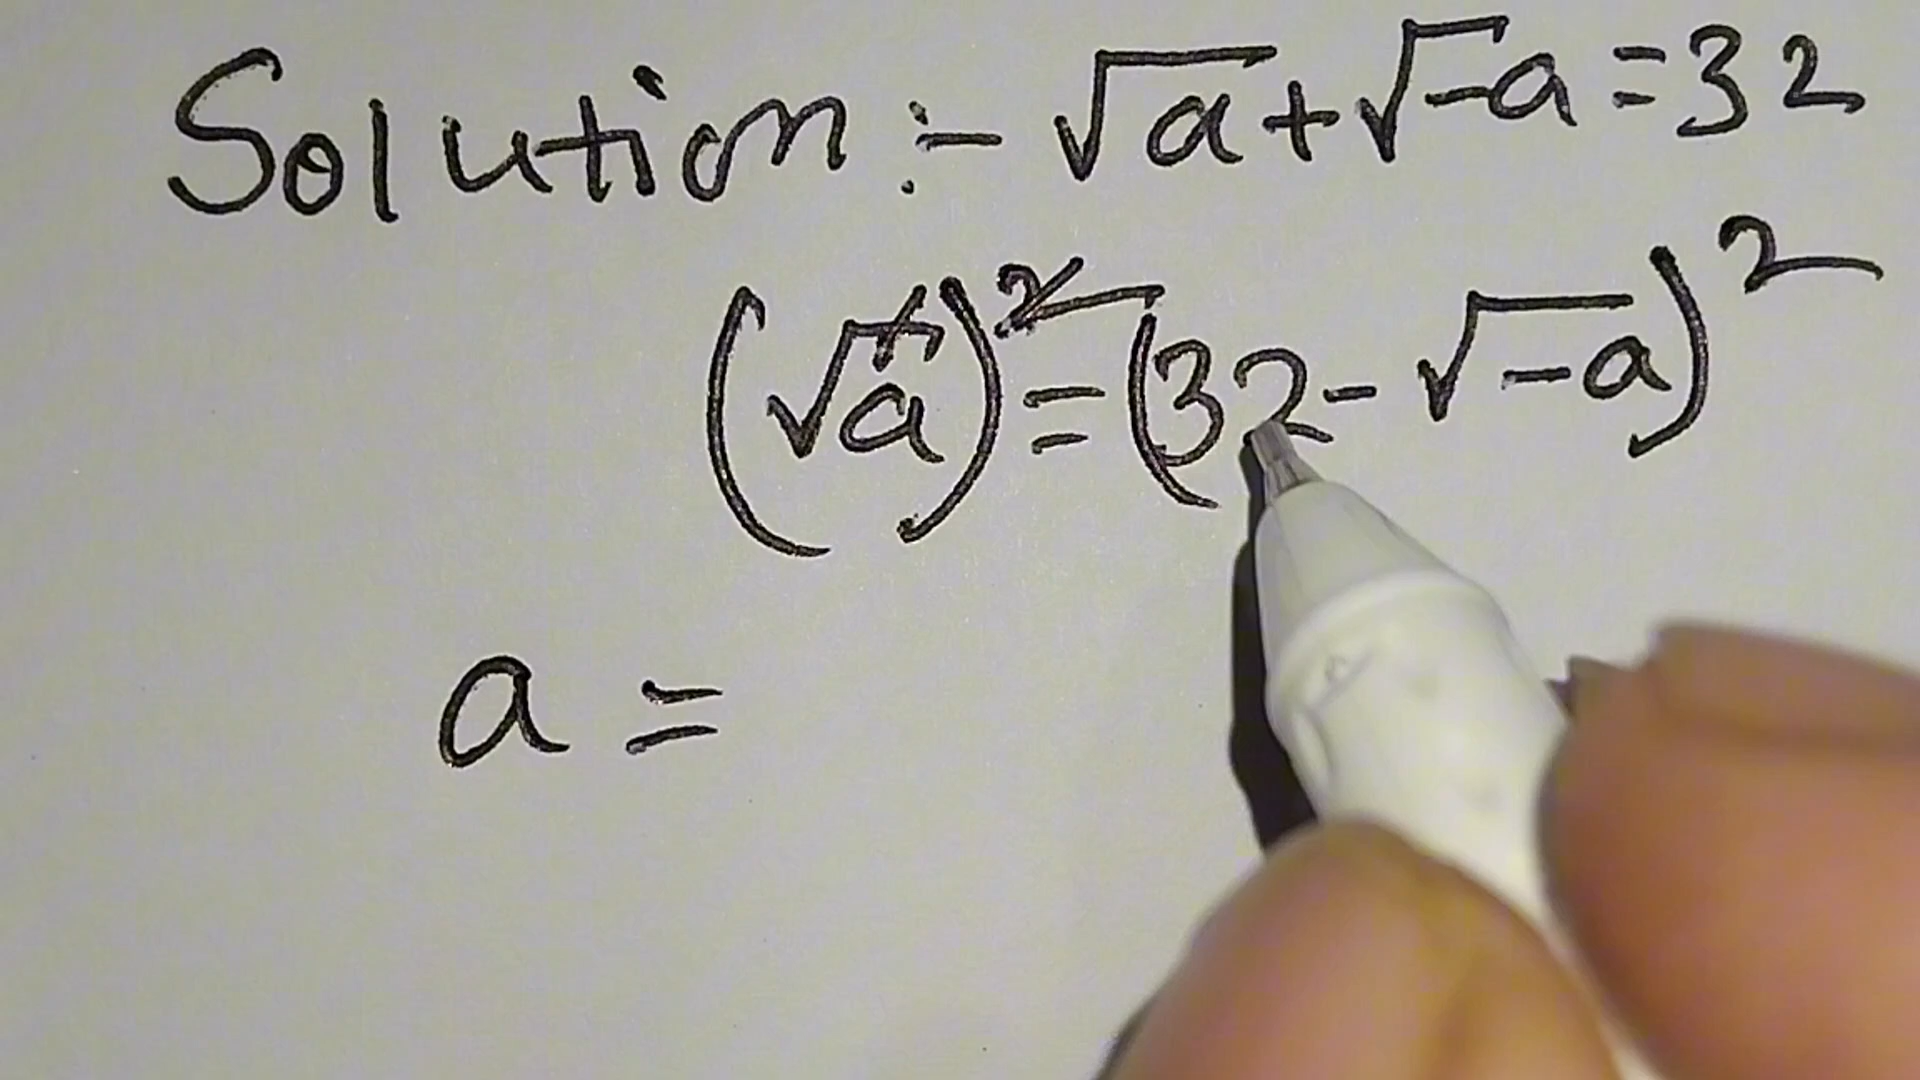 Solution :- √a + √-a = 32
(√a)² = (32 - √-a)²
a =